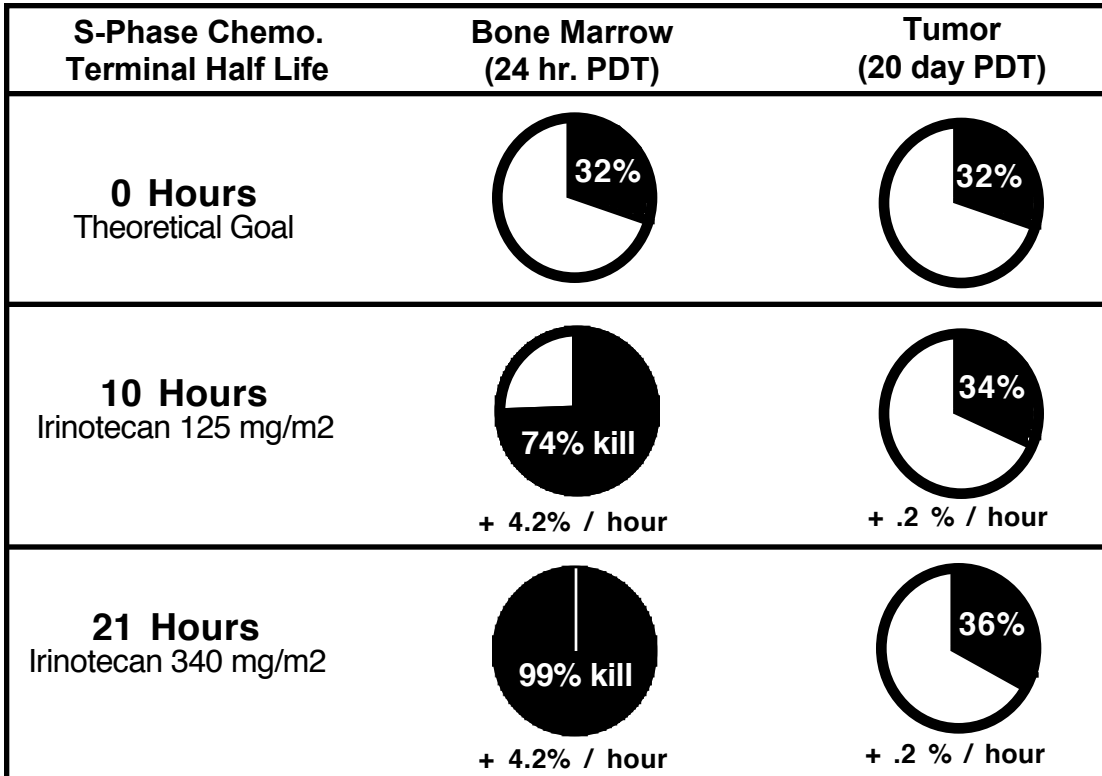 S-Phase Chemo.
Terminal Half Life
Bone Marrow
(24 hr. PDT)
Tumor
(20 day PDT)
0 Hours
Theoretical Goal
32%
32%
10 Hours
Irinotecan 125 mg/m2
74% kill
+ 4.2% / hour
34%
+ .2 % / hour
21 Hours
Irinotecan 340 mg/m2
99% kill
+ 4.2% / hour
36%
+ .2 % / hour